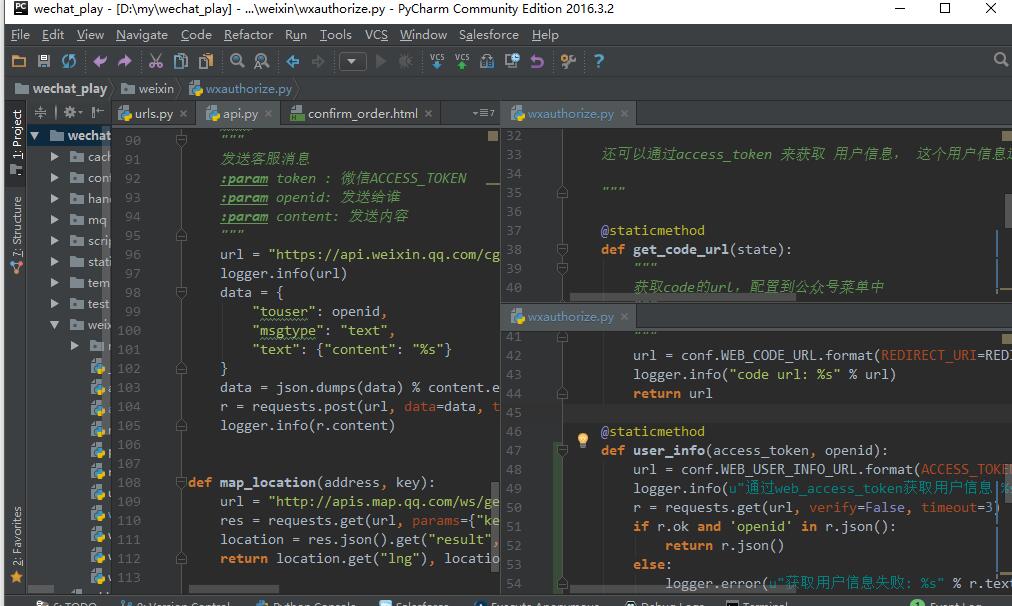 wechat_play - [D:\my\wechat_play] - ...\weixin\wxauthorize.py - PyCharm Community Edition 2016.3.2
File Edit View Navigate Code Refactor Run Tools VCS Window Salesforce Help
VCS VCS
wechat_play weixin wxauthorize.py
1: Project
7: Structure
2: Favorites
wechat
cach
con
han
mq
scrip
stati
tem
test
wei
urls.py api.py confirm_order.html 7
90 """
91 发送客服消息
92 :param token : 微信ACCESS_TOKEN
93 :param openid: 发送给谁
94 :param content: 发送内容
95 """
96 url = "https://api.weixin.qq.com/cg
97 logger.info(url)
98 data = {
99 "touser": openid,
100 "msgtype": "text",
101 "text": {"content": "%s"}
102 }
103 data = json.dumps(data) % content.e
104 r = requests.post(url, data=data, t
105 logger.info(r.content)
106
107
108 def map_location(address, key):
109 url = "http://apis.map.qq.com/ws/ge
110 res = requests.get(url, params={"ke
111 location = res.json().get("result",
112 return location.get("lng"), locatio
113
wxauthorize.py
32
33 还可以通过access_token 来获取 用户信息， 这个用户信息
34
35 """
36
37 @staticmethod
38 def get_code_url(state):
39 """
40 获取code的url，配置到公众号菜单中
wxauthorize.py
41 """
42 url = conf.WEB_CODE_URL.format(REDIRECT_URI=REDI
43 logger.info("code url: %s" % url)
44 return url
45
46 @staticmethod
47 def user_info(access_token, openid):
48 url = conf.WEB_USER_INFO_URL.format(ACCESS_TOKE
49 logger.info(u"通过web_access_token获取用户信息 %s
50 r = requests.get(url, verify=False, timeout=3)
51 if r.ok and 'openid' in r.json():
52 return r.json()
53 else:
54 logger.error(u"获取用户信息失败: %s" % r.text
6: TODO 9: Version Control Python Console Salesforce Execute Anonymous Debug Logs Terminal 1 Event Log